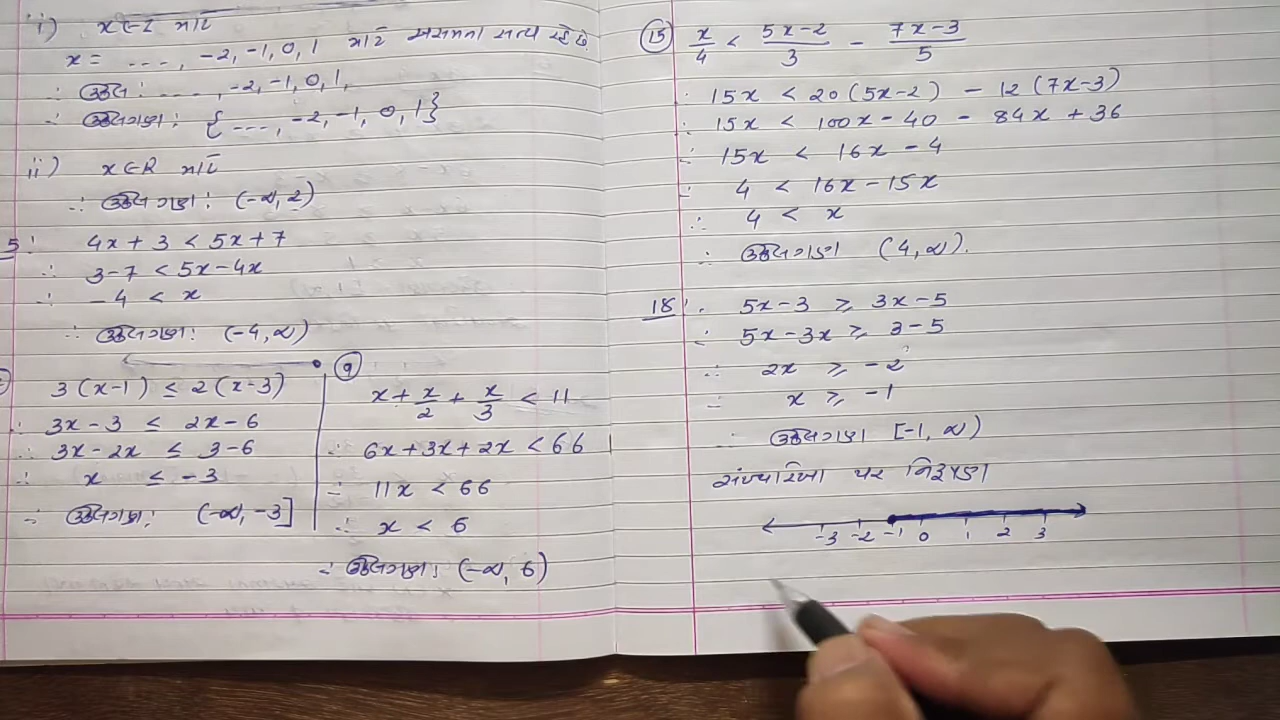 i) x∈Z માટે
x = ...., -2, -1, 0, 1 માટે અસમતા સત્ય રહે છે
∴ ઉકેલ: ...., -2, -1, 0, 1,
∴ ઉકેલગણ: {...., -2, -1, 0, 1}
ii) x∈R માટે
∴ ઉકેલ ગણ: (-∞, 2)
5: 4x + 3 < 5x + 7
∴ 3-7 < 5x-4x
∴ -4 < x
∴ ઉકેલગણ: (-4, ∞)
3(x-1) ≤ 2(x-3)
∴ 3x-3 ≤ 2x-6
∴ 3x-2x ≤ 3-6
∴ x ≤ -3
∴ ઉકેલગણ: (-∞, -3]
9
x + x/2 + x/3 < 11
∴ 6x+3x+2x < 66
∴ 11x < 66
∴ x < 6
∴ ઉકેલગણ: (-∞, 6)
15 x/4 < 5x-2/3 - 7x-3/5
∴ 15x < 20(5x-2) - 12(7x-3)
∴ 15x < 100x-40 - 84x+36
∴ 15x < 16x-4
∴ 4 < 16x-15x
∴ 4 < x
∴ ઉકેલગણ (4, ∞).
18: 5x-3 ≥ 3x-5
∴ 5x-3x ≥ 3-5
∴ 2x ≥ -2
∴ x ≥ -1
∴ ઉકેલગણ [-1, ∞)
સંખ્યારેખા પર નિરૂપણ
-3 -2 -1 0 1 2 3